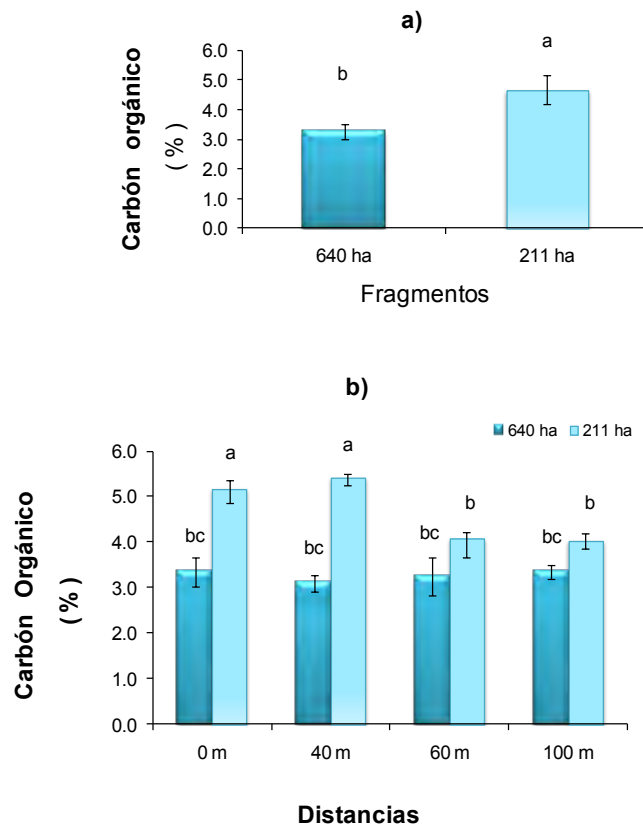 a)
Carbón orgánico
( % )
6.0
5.0
4.0
3.0
2.0
1.0
0.0
b
a
640 ha
211 ha
Fragmentos
b)
640 ha
211 ha
Carbón Orgánico
( % )
6.0
5.0
4.0
3.0
2.0
1.0
0.0
bc
a
bc
a
bc
b
bc
b
0 m
40 m
60 m
100 m
Distancias